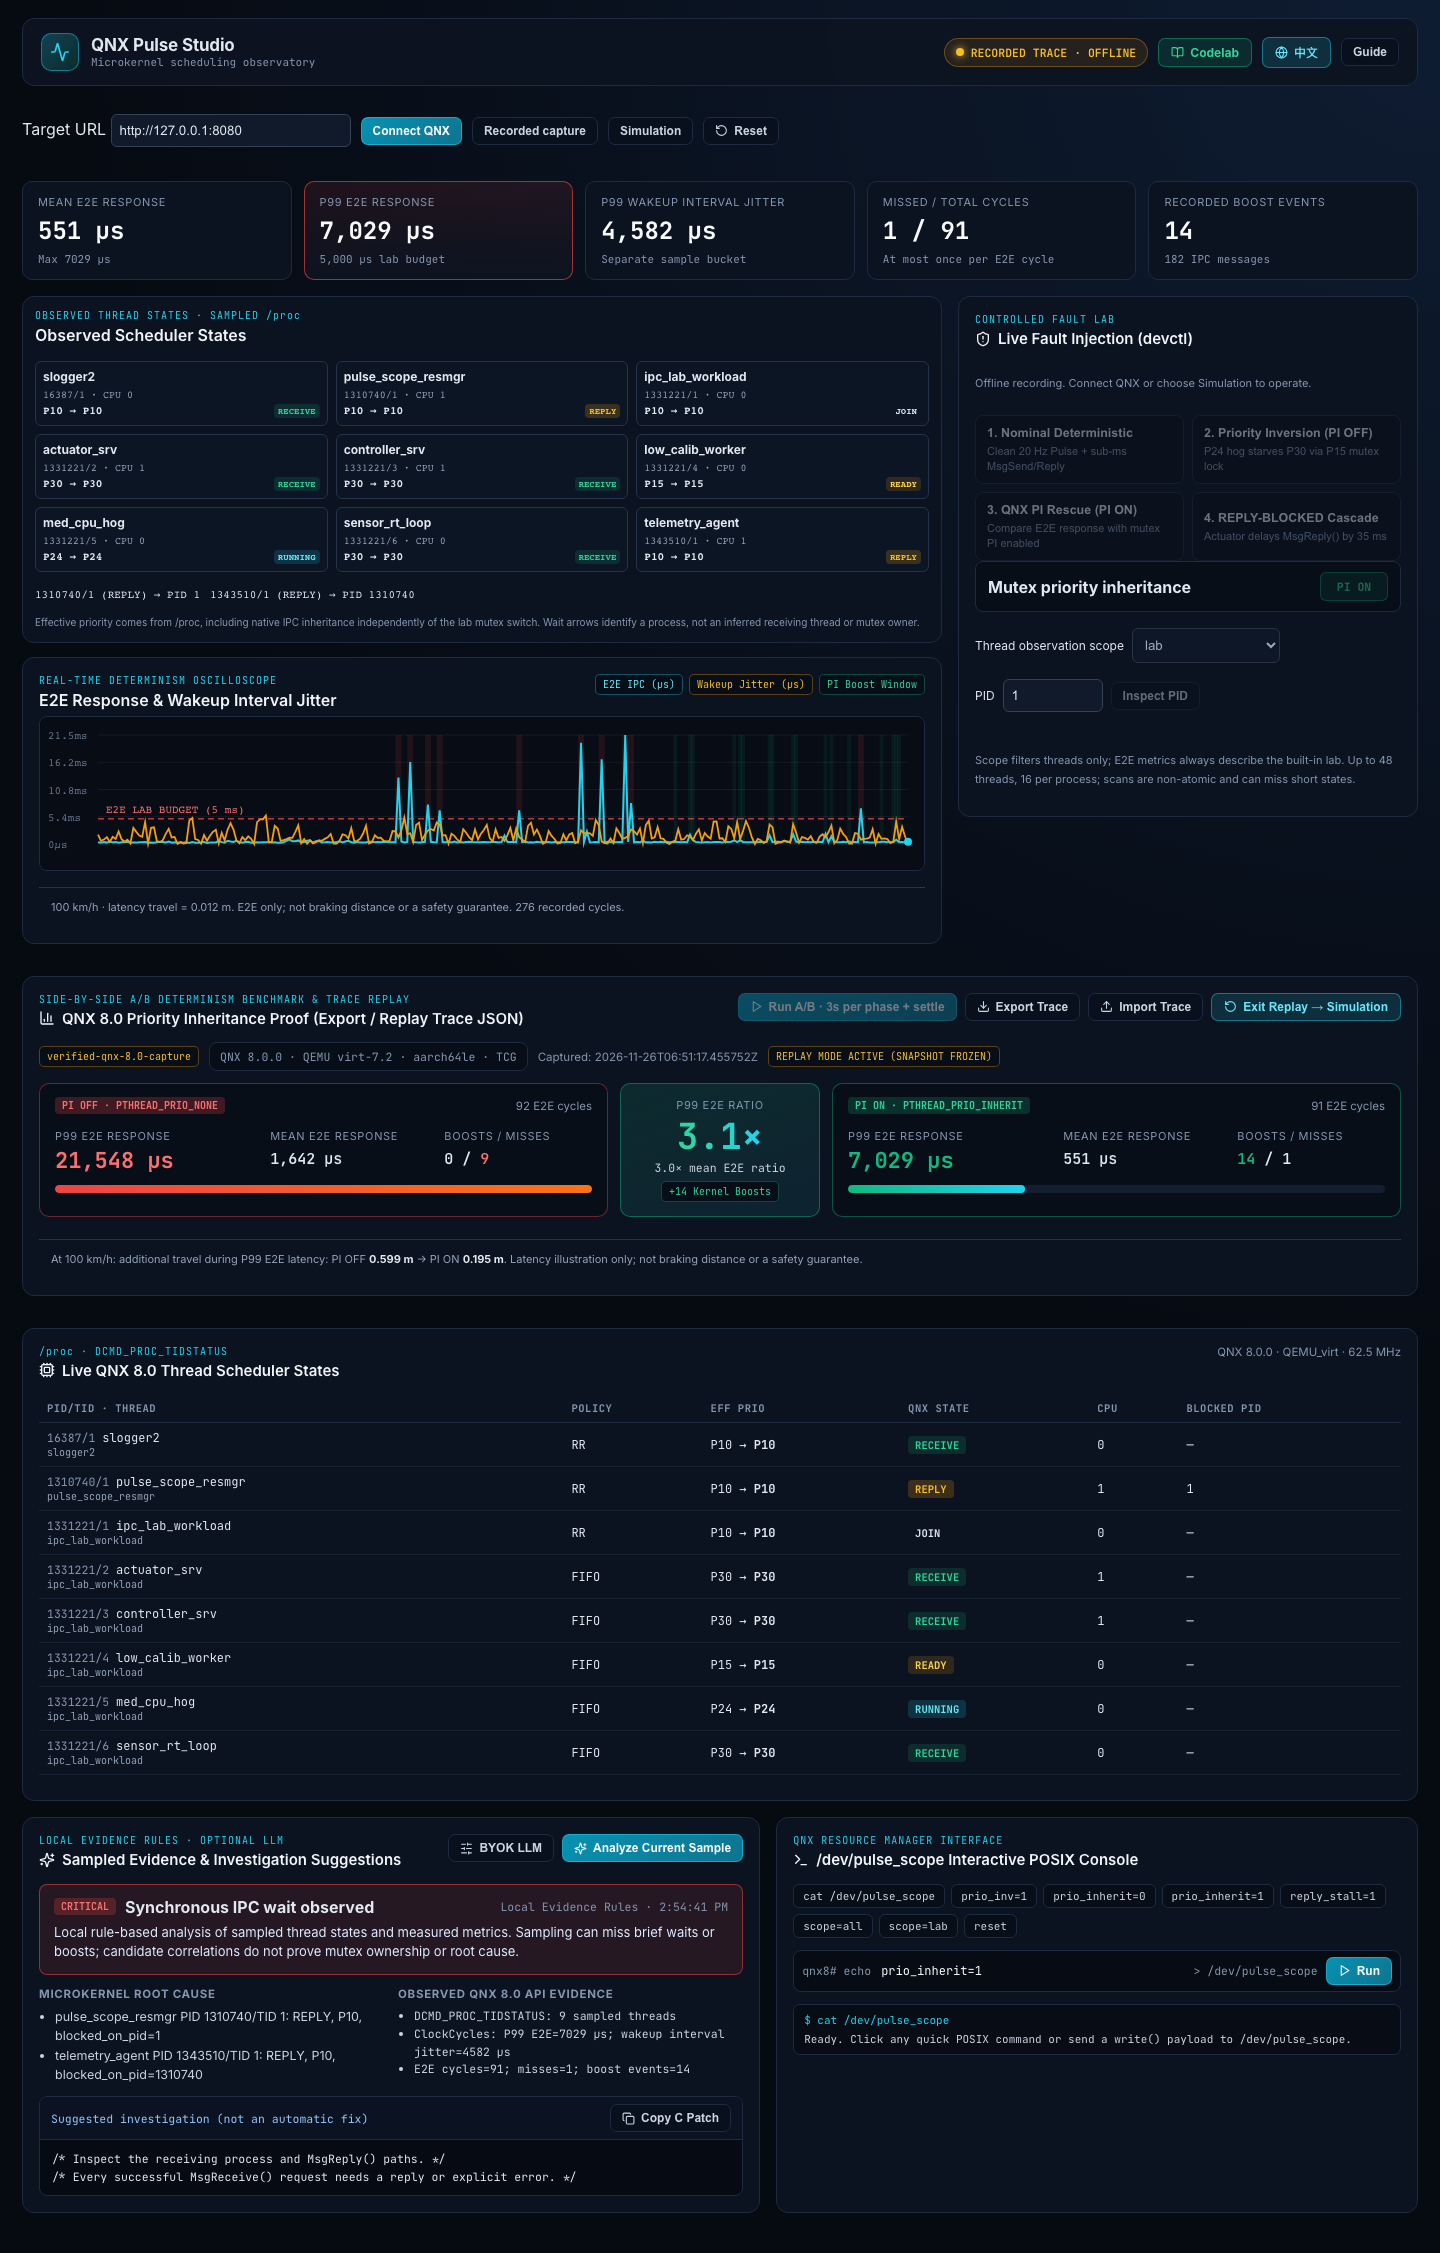 QNX Pulse Studio
Microkernel scheduling observatory
RECORDED TRACE · OFFLINE
Codelab
中文
Guide
Target URL
http://127.0.0.1:8080
Connect QNX
Recorded capture
Simulation
Reset
MEAN E2E RESPONSE
551 µs
Max 7029 µs
P99 E2E RESPONSE
7,029 µs
5,000 µs lab budget
P99 WAKEUP INTERVAL JITTER
4,582 µs
Separate sample bucket
MISSED / TOTAL CYCLES
1 / 91
At most once per E2E cycle
RECORDED BOOST EVENTS
14
182 IPC messages
OBSERVED THREAD STATES · SAMPLED /proc
Observed Scheduler States
slogger2
16387/1 · CPU 0
P10 → P10
RECEIVE
pulse_scope_resmgr
1310740/1 · CPU 1
P10 → P10
REPLY
ipc_lab_workload
1331221/1 · CPU 0
P10 → P10
JOIN
actuator_srv
1331221/2 · CPU 1
P30 → P30
RECEIVE
controller_srv
1331221/3 · CPU 1
P30 → P30
RECEIVE
low_calib_worker
1331221/4 · CPU 0
P15 → P15
READY
med_cpu_hog
1331221/5 · CPU 0
P24 → P24
RUNNING
sensor_rt_loop
1331221/6 · CPU 0
P30 → P30
RECEIVE
telemetry_agent
1343510/1 · CPU 1
P10 → P10
REPLY
1310740/1 (REPLY) → PID 1 1343510/1 (REPLY) → PID 1310740
Effective priority comes from /proc, including native IPC inheritance independently of the lab mutex switch. Wait arrows identify a process, not an inferred receiving thread or mutex owner.
CONTROLLED FAULT LAB
Live Fault Injection (devctl)
Offline recording. Connect QNX or choose Simulation to operate.
1. Nominal Deterministic
Clean 20 Hz Pulse + sub-ms
MsgSend/Reply
2. Priority Inversion (PI OFF)
P24 hog starves P30 via P15 mutex
lock
3. QNX PI Rescue (PI ON)
Compare E2E response with mutex
PI enabled
4. REPLY-BLOCKED Cascade
Actuator delays MsgReply() by 35 ms
Mutex priority inheritance
PI ON
Thread observation scope
lab
PID
1
Inspect PID
Scope filters threads only; E2E metrics always describe the built-in lab. Up to 48
threads, 16 per process; scans are non-atomic and can miss short states.
REAL-TIME DETERMINISM OSCILLOSCOPE
E2E Response & Wakeup Interval Jitter
E2E IPC (µs)
Wakeup Jitter (µs)
PI Boost Window
21.5ms
16.2ms
10.8ms
5.4ms
0µs
E2E LAB BUDGET (5 ms)
100 km/h · latency travel = 0.012 m. E2E only; not braking distance or a safety guarantee. 276 recorded cycles.
SIDE-BY-SIDE A/B DETERMINISM BENCHMARK & TRACE REPLAY
QNX 8.0 Priority Inheritance Proof (Export / Replay Trace JSON)
Run A/B · 3s per phase + settle
Export Trace
Import Trace
Exit Replay → Simulation
verified-qnx-8.0-capture
QNX 8.0.0 · QEMU virt-7.2 · aarch64le · TCG
Captured: 2026-11-26T06:51:17.455752Z
REPLAY MODE ACTIVE (SNAPSHOT FROZEN)
PI OFF · PTHREAD_PRIO_NONE
92 E2E cycles
P99 E2E RESPONSE
21,548 µs
MEAN E2E RESPONSE
1,642 µs
BOOSTS / MISSES
0 / 9
P99 E2E RATIO
3.1×
3.0× mean E2E ratio
+14 Kernel Boosts
PI ON · PTHREAD_PRIO_INHERIT
91 E2E cycles
P99 E2E RESPONSE
7,029 µs
MEAN E2E RESPONSE
551 µs
BOOSTS / MISSES
14 / 1
At 100 km/h: additional travel during P99 E2E latency: PI OFF 0.599 m → PI ON 0.195 m. Latency illustration only; not braking distance or a safety guarantee.
/proc · DCMD_PROC_TIDSTATUS
Live QNX 8.0 Thread Scheduler States
QNX 8.0.0 · QEMU_virt · 62.5 MHz
PID/TID · THREAD POLICY EFF PRIO QNX STATE CPU BLOCKED PID
16387/1 slogger2 RR P10 → P10 RECEIVE 0 —
slogger2
1310740/1 pulse_scope_resmgr RR P10 → P10 REPLY 1 1
pulse_scope_resmgr
1331221/1 ipc_lab_workload RR P10 → P10 JOIN 0 —
ipc_lab_workload
1331221/2 actuator_srv FIFO P30 → P30 RECEIVE 1 —
ipc_lab_workload
1331221/3 controller_srv FIFO P30 → P30 RECEIVE 1 —
ipc_lab_workload
1331221/4 low_calib_worker FIFO P15 → P15 READY 0 —
ipc_lab_workload
1331221/5 med_cpu_hog FIFO P24 → P24 RUNNING 0 —
ipc_lab_workload
1331221/6 sensor_rt_loop FIFO P30 → P30 RECEIVE 0 —
ipc_lab_workload
LOCAL EVIDENCE RULES · OPTIONAL LLM
Sampled Evidence & Investigation Suggestions
BYOK LLM
Analyze Current Sample
CRITICAL
Synchronous IPC wait observed
Local Evidence Rules · 2:54:41 PM
Local rule-based analysis of sampled thread states and measured metrics. Sampling can miss brief waits or
boosts; candidate correlations do not prove mutex ownership or root cause.
MICROKERNEL ROOT CAUSE
• pulse_scope_resmgr PID 1310740/TID 1: REPLY, P10,
blocked_on_pid=1
• telemetry_agent PID 1343510/TID 1: REPLY, P10,
blocked_on_pid=1310740
OBSERVED QNX 8.0 API EVIDENCE
• DCMD_PROC_TIDSTATUS: 9 sampled threads
• ClockCycles: P99 E2E=7029 µs; wakeup interval
jitter=4582 µs
• E2E cycles=91; misses=1; boost events=14
Suggested investigation (not an automatic fix)
Copy C Patch
/* Inspect the receiving process and MsgReply() paths. */
/* Every successful MsgReceive() request needs a reply or explicit error. */
QNX RESOURCE MANAGER INTERFACE
/dev/pulse_scope Interactive POSIX Console
cat /dev/pulse_scope
prio_inv=1
prio_inherit=0
prio_inherit=1
reply_stall=1
scope=all
scope=lab
reset
qnx8# echo prio_inherit=1 > /dev/pulse_scope
Run
$ cat /dev/pulse_scope
Ready. Click any quick POSIX command or send a write() payload to /dev/pulse_scope.